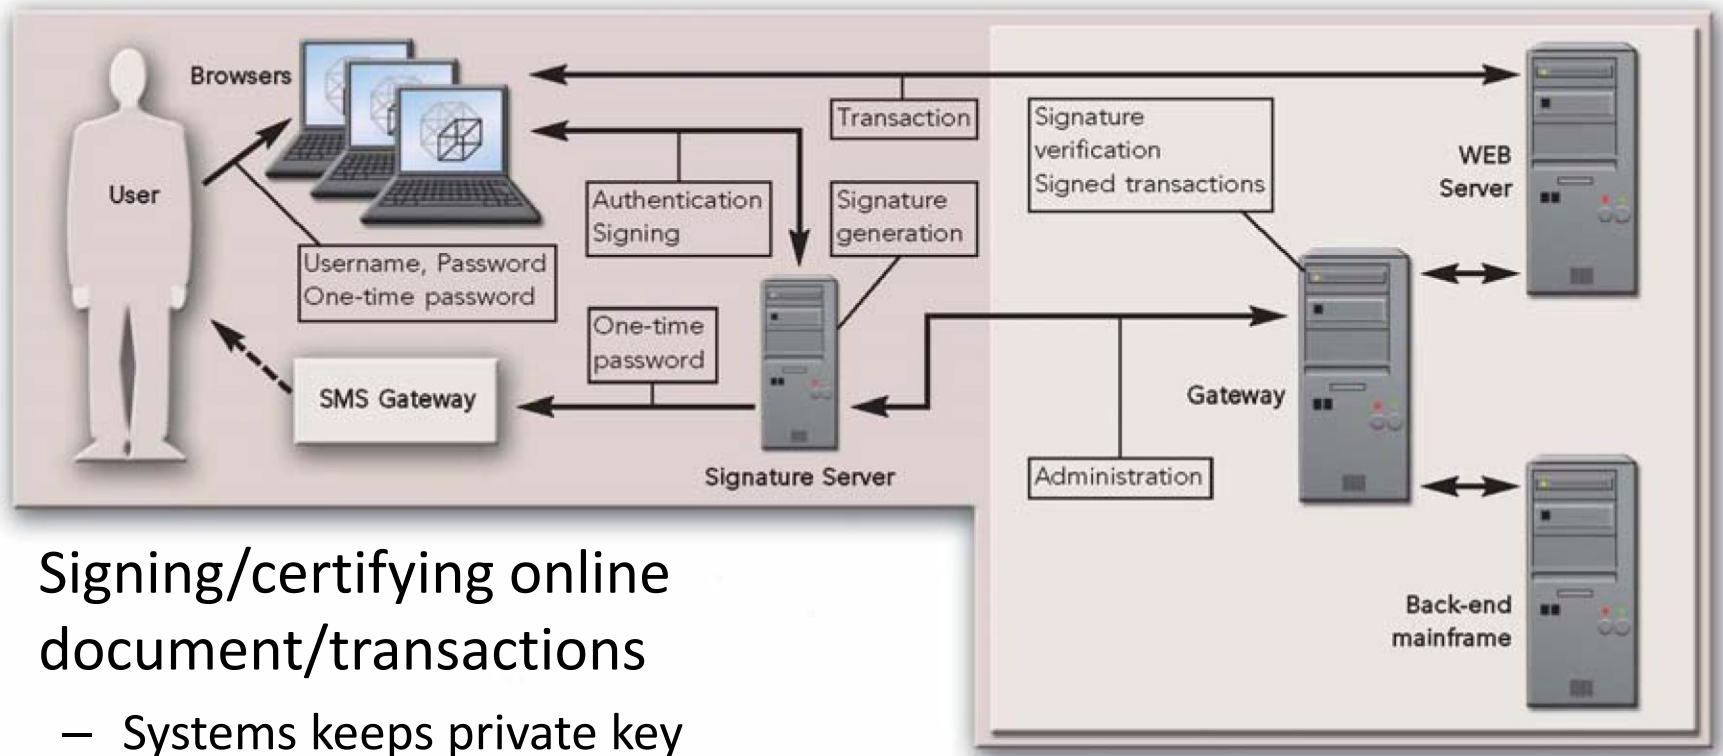 Browsers
User
Username, Password
One-time password
SMS Gateway
Authentication
Signing
One-time
password
Transaction
Signature
generation
Signature Server
Signature
verification
Signed transactions
Administration
Gateway
WEB
Server
Back-end
mainframe
Signing/certifying online
document/transactions
– Systems keeps private key